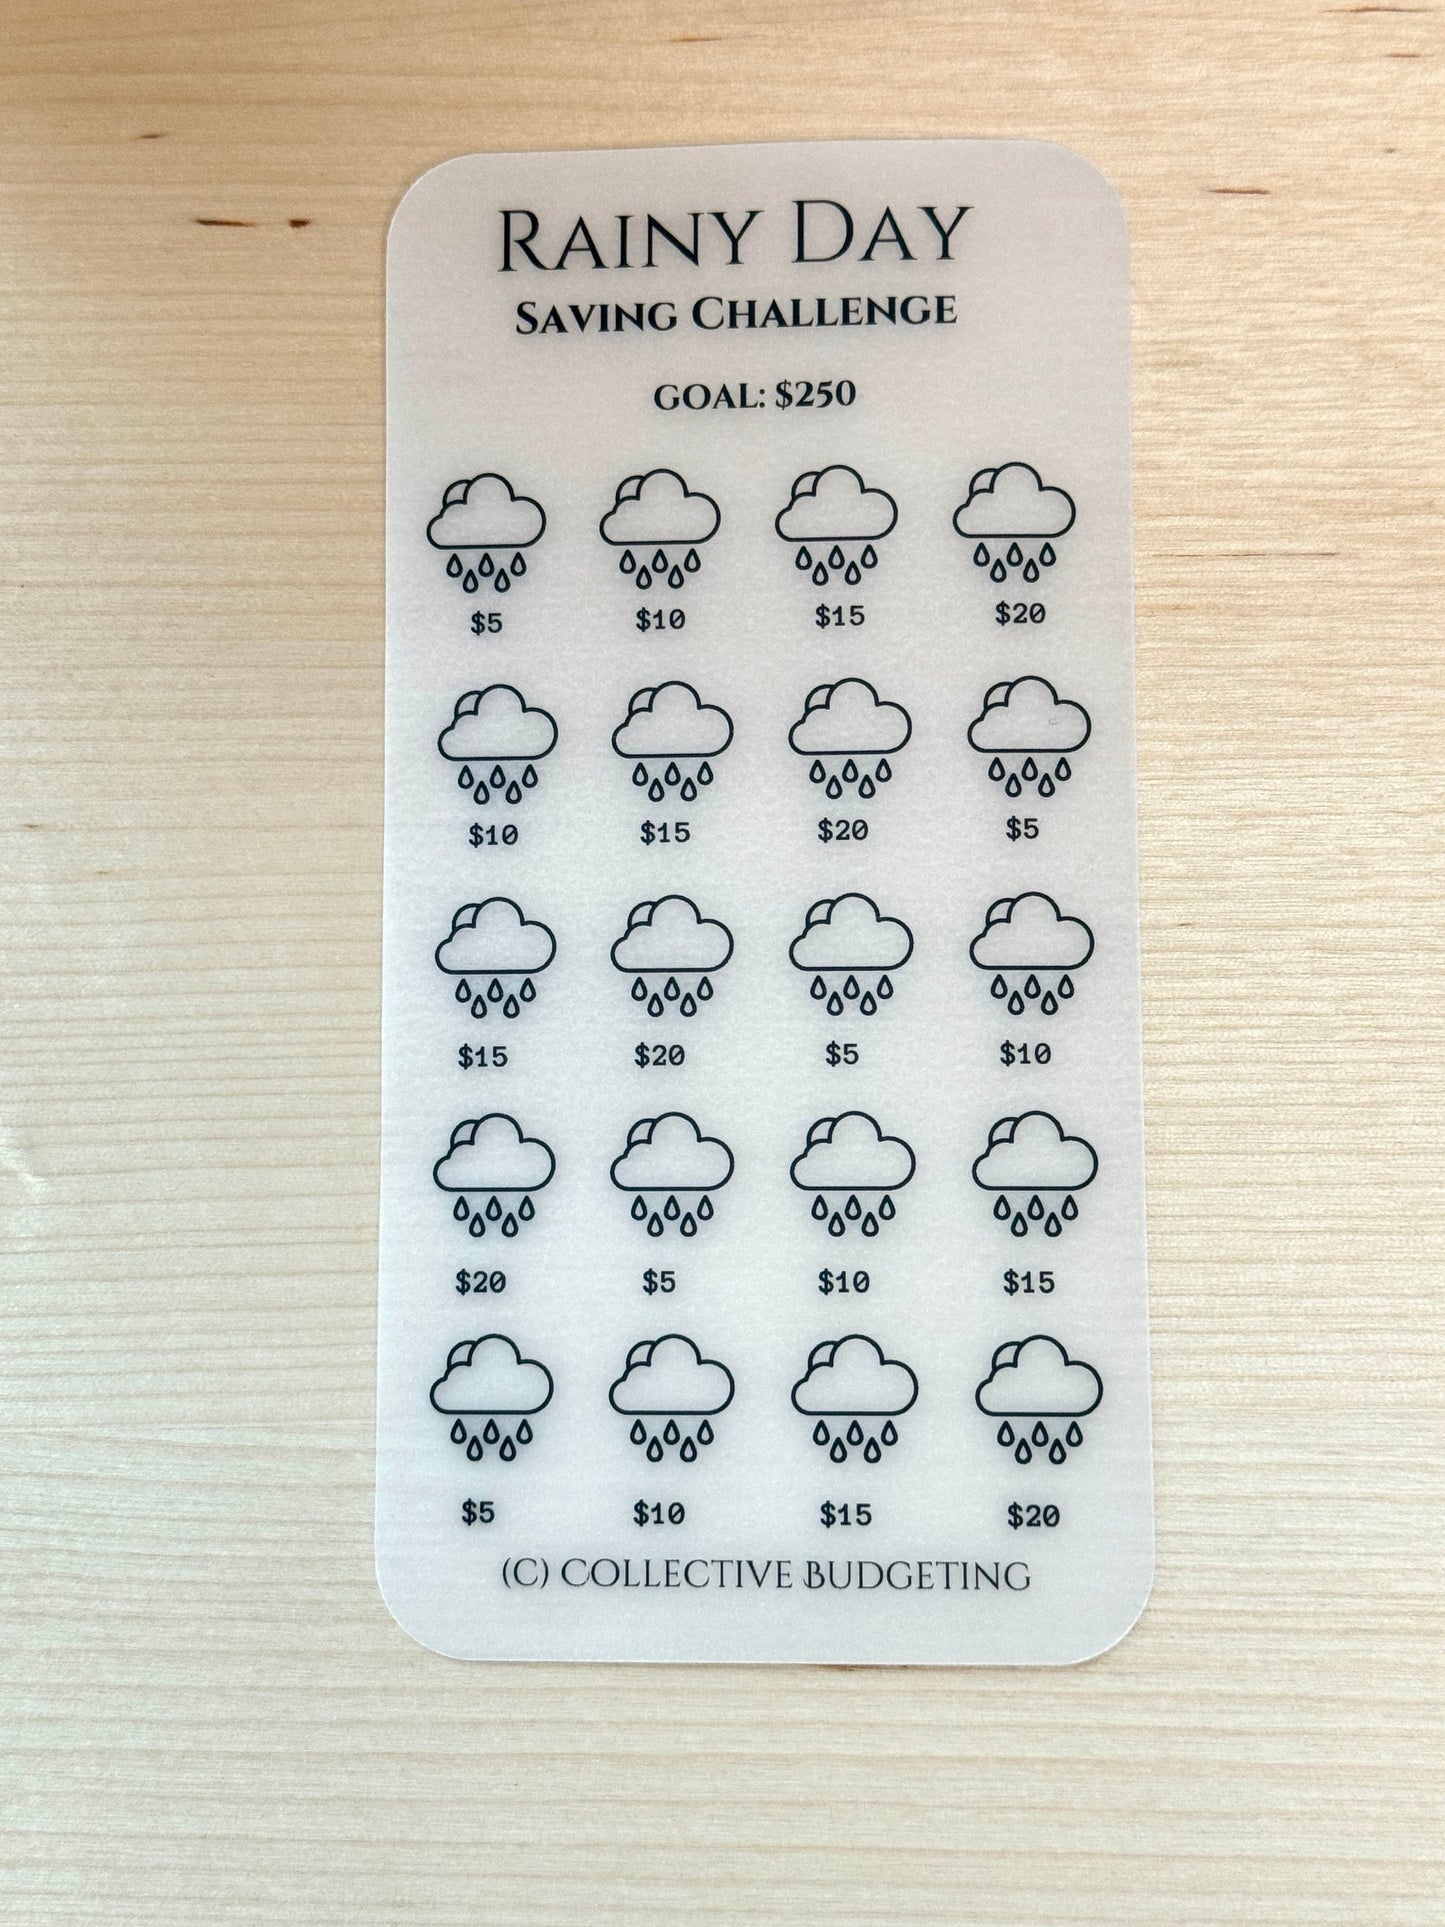 RAINY DAY
SAVING CHALLENGE
GOAL: $250
$5 $10 $15 $20
$10 $15 $20 $5
$15 $20 $5 $10
$20 $5 $10 $15
$5 $10 $15 $20
(C) COLLECTIVE BUDGETING